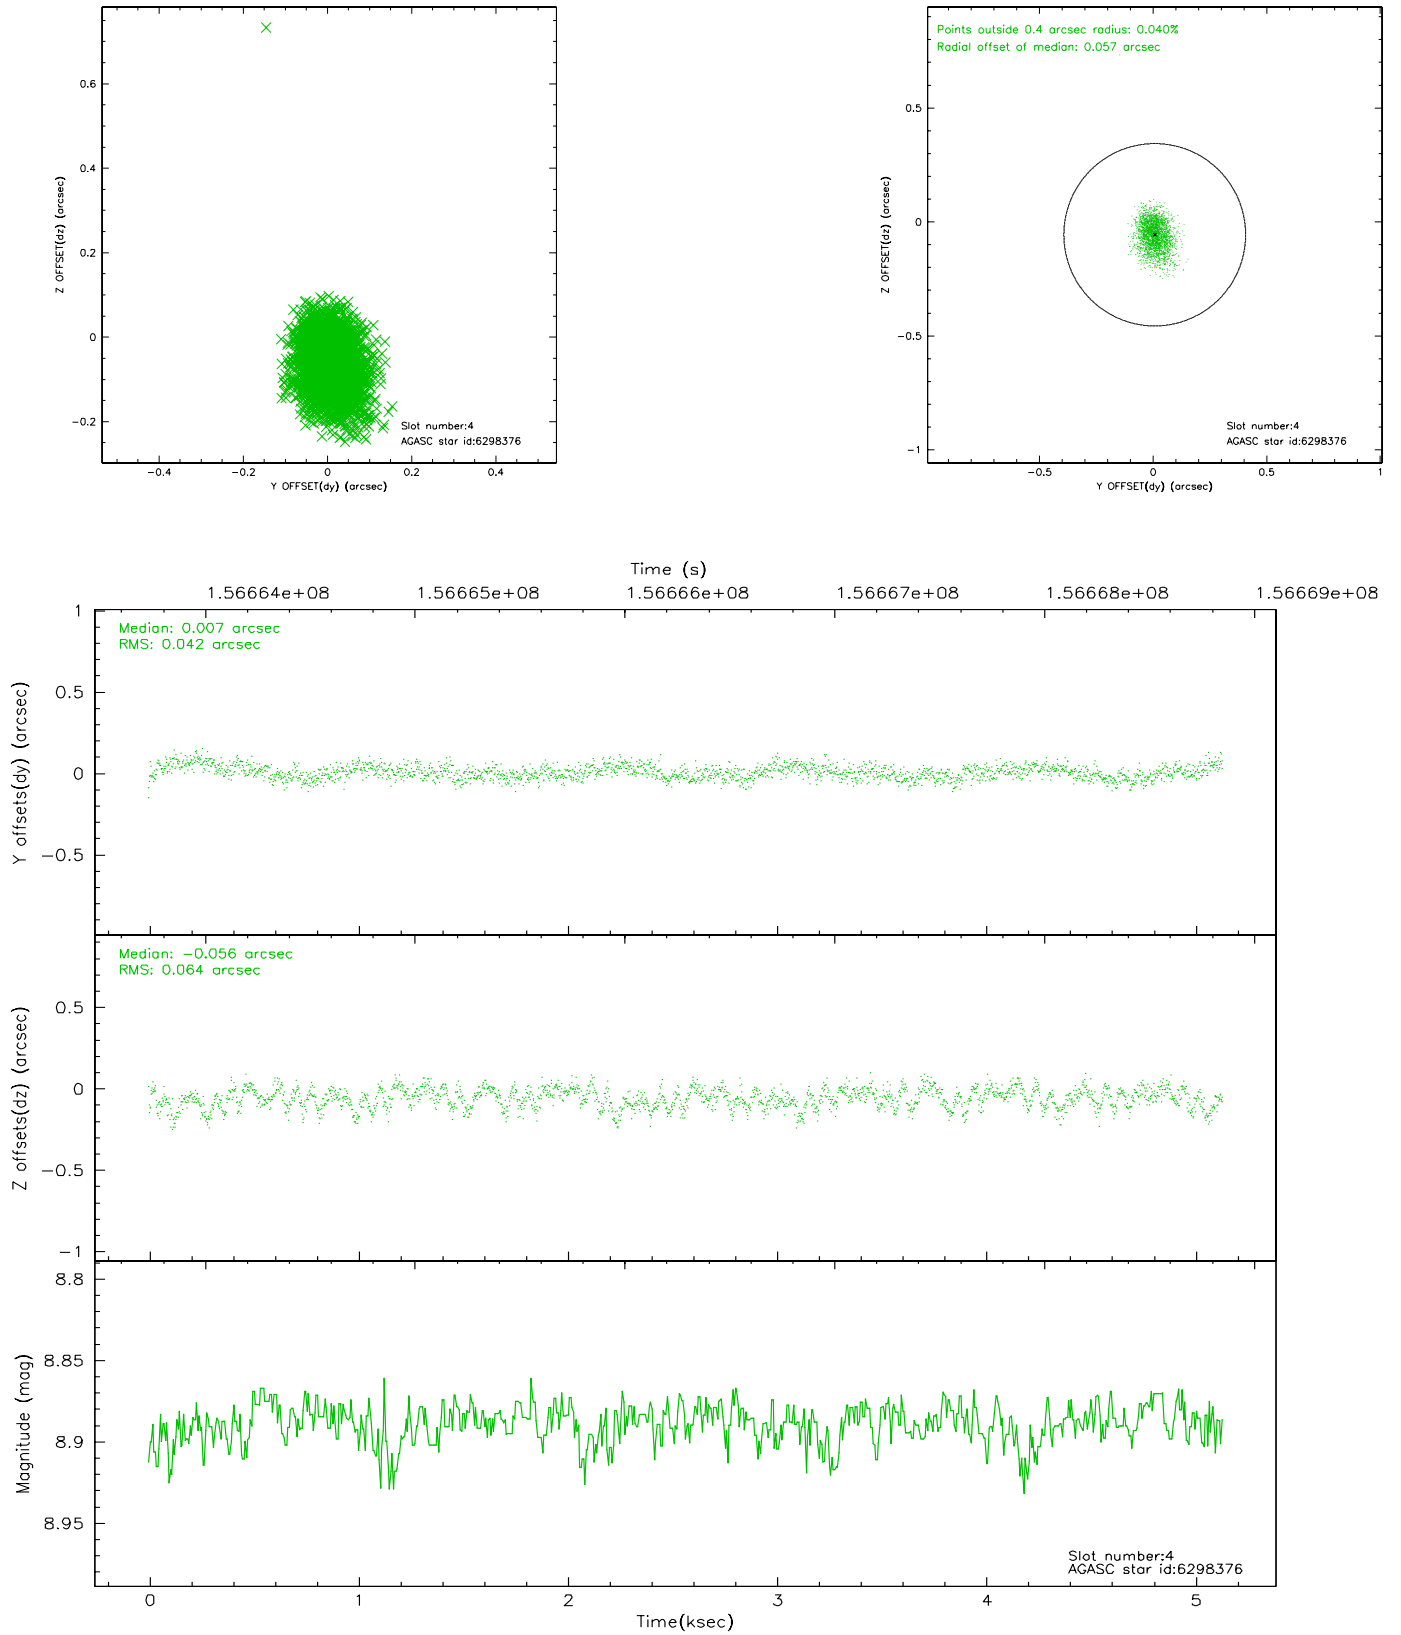 0.6
0.4
0.2
0
−0.2
−0.4
−0.2
0
0.2
0.4
Z OFFSET(dz) (arcsec)
Y OFFSET(dy) (arcsec)
Slot number:4
AGASC star id:6298376
Points outside 0.4 arcsec radius: 0.040%
Radial offset of median: 0.057 arcsec
0.5
0
−0.5
−1
−0.5
0
0.5
1
Z OFFSET(dz) (arcsec)
Y OFFSET(dy) (arcsec)
Slot number:4
AGASC star id:6298376
Time (s)
1.56664e+08 1.56665e+08 1.56666e+08 1.56667e+08 1.56668e+08 1.56669e+08
Median: 0.007 arcsec
RMS: 0.042 arcsec
1
0.5
0
−0.5
Y offsets(dy) (arcsec)
Median: −0.056 arcsec
RMS: 0.064 arcsec
0.5
0
−0.5
−1
Z offsets(dz) (arcsec)
8.8
8.85
8.9
8.95
Magnitude (mag)
Slot number:4
AGASC star id:6298376
0 1 2 3 4 5
Time(ksec)